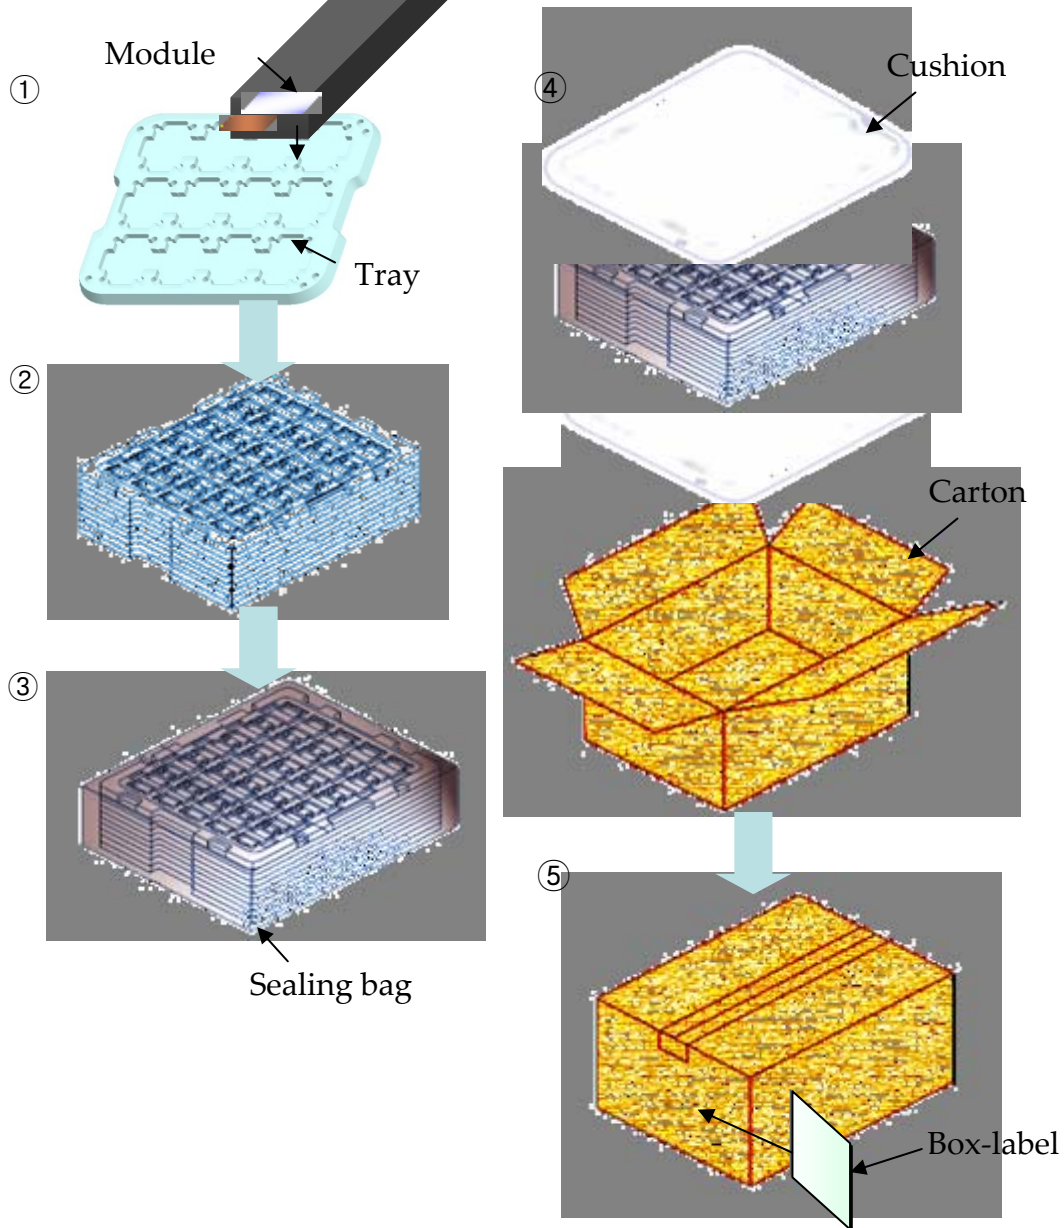 ①
Module
Tray
②
③
Sealing bag
④
Cushion
Carton
⑤
Box-label